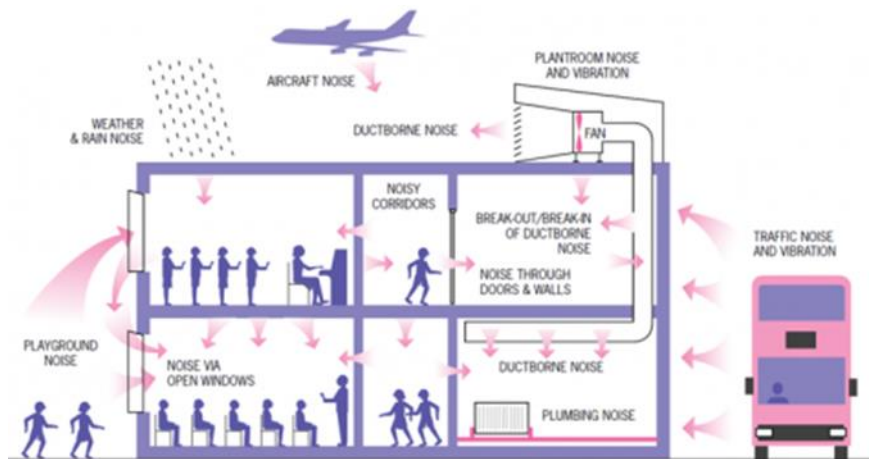 AIRCRAFT NOISE
PLANTROOM NOISE
AND VIBRATION
WEATHER
& RAIN NOISE
DUCTBORNE NOISE
FAN
NOISY
CORRIDORS
BREAK-OUT/BREAK-IN
OF DUCTBORNE
NOISE
NOISE THROUGH
DOORS & WALLS
TRAFFIC NOISE
AND VIBRATION
PLAYGROUND
NOISE
NOISE VIA
OPEN WINDOWS
DUCTBORNE NOISE
PLUMBING NOISE